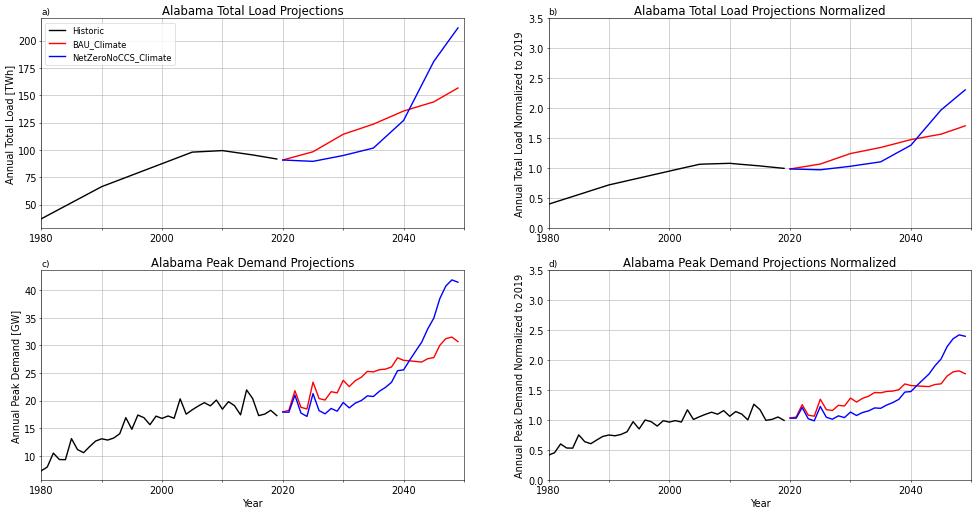 a)
Alabama Total Load Projections
Historic
BAU_Climate
NetZeroNoCCS_Climate
Annual Total Load [TWh]
200
175
150
125
100
75
50
1980
2000
2020
2040
b)
Alabama Total Load Projections Normalized
Annual Total Load Normalized to 2019
3.5
3.0
2.5
2.0
1.5
1.0
0.5
0.0
1980
2000
2020
2040
c)
Alabama Peak Demand Projections
Annual Peak Demand [GW]
40
35
30
25
20
15
10
1980
2000
2020
2040
Year
d)
Alabama Peak Demand Projections Normalized
Annual Peak Demand Normalized to 2019
3.5
3.0
2.5
2.0
1.5
1.0
0.5
0.0
1980
2000
2020
2040
Year